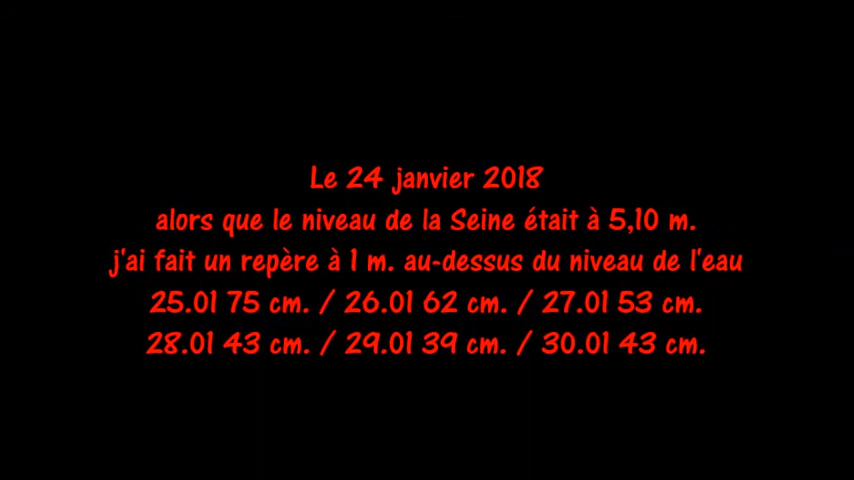 Le 24 janvier 2018
alors que le niveau de la Seine était à 5,10 m.
j'ai fait un repère à 1 m. au-dessus du niveau de l'eau
25.01 75 cm. / 26.01 62 cm. / 27.01 53 cm.
28.01 43 cm. / 29.01 39 cm. / 30.01 43 cm.